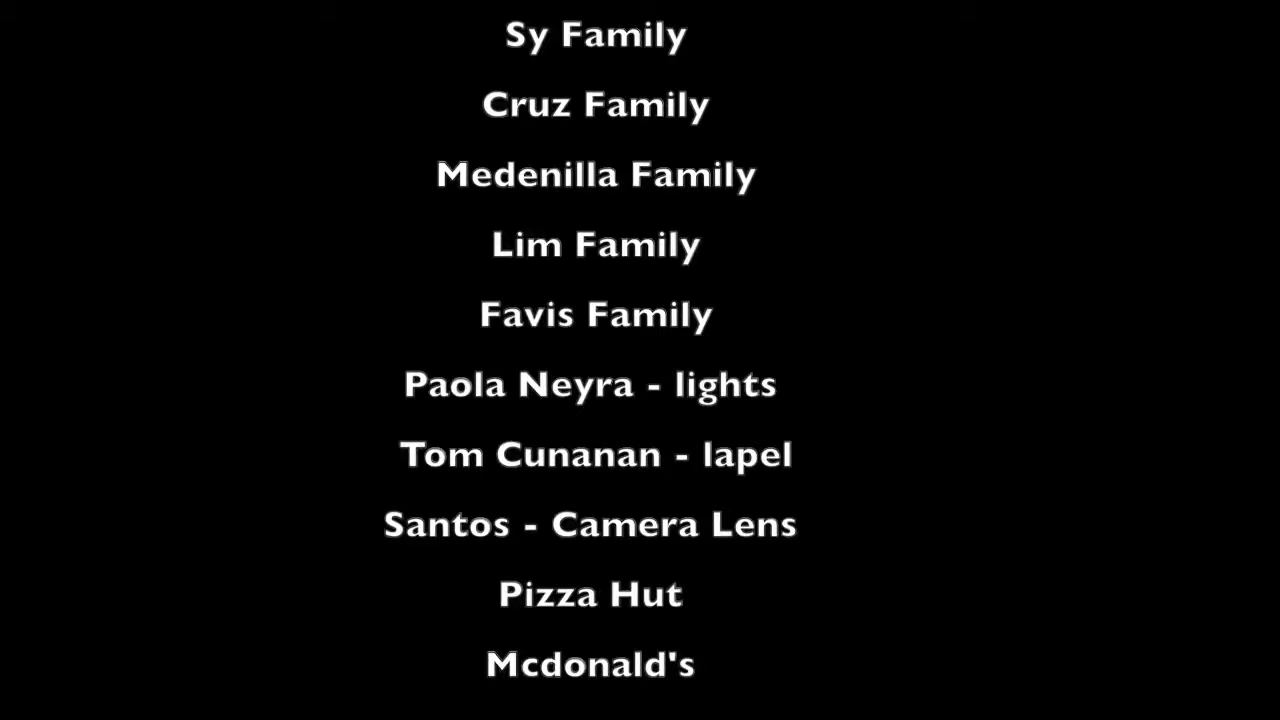 Sy Family
Cruz Family
Medenilla Family
Lim Family
Favis Family
Paola Neyra - lights
Tom Cunanan - lapel
Santos - Camera Lens
Pizza Hut
Mcdonald's